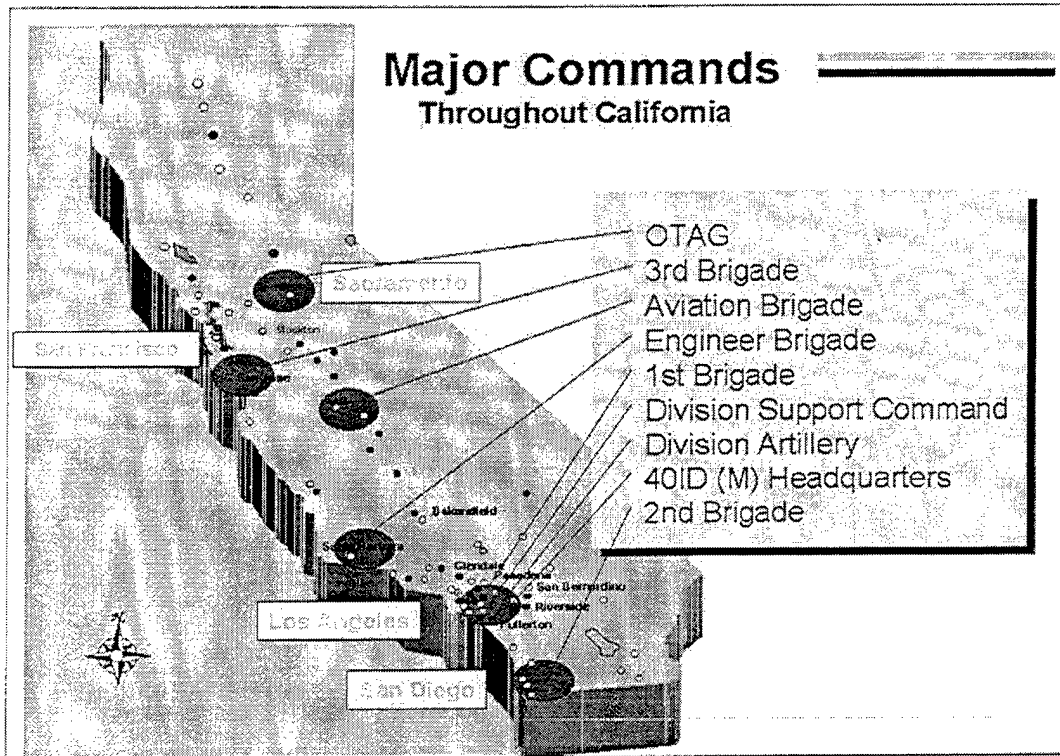 Major Commands
Throughout California
OTAG
3rd Brigade
Aviation Brigade
Engineer Brigade
1st Brigade
Division Support Command
Division Artillery
40ID (M) Headquarters
2nd Brigade
Sacramento
San Francisco
Bakersfield
Glendale
Pasadena
San Bernardino
Riverside
Fullerton
Los Angeles
San Diego
N